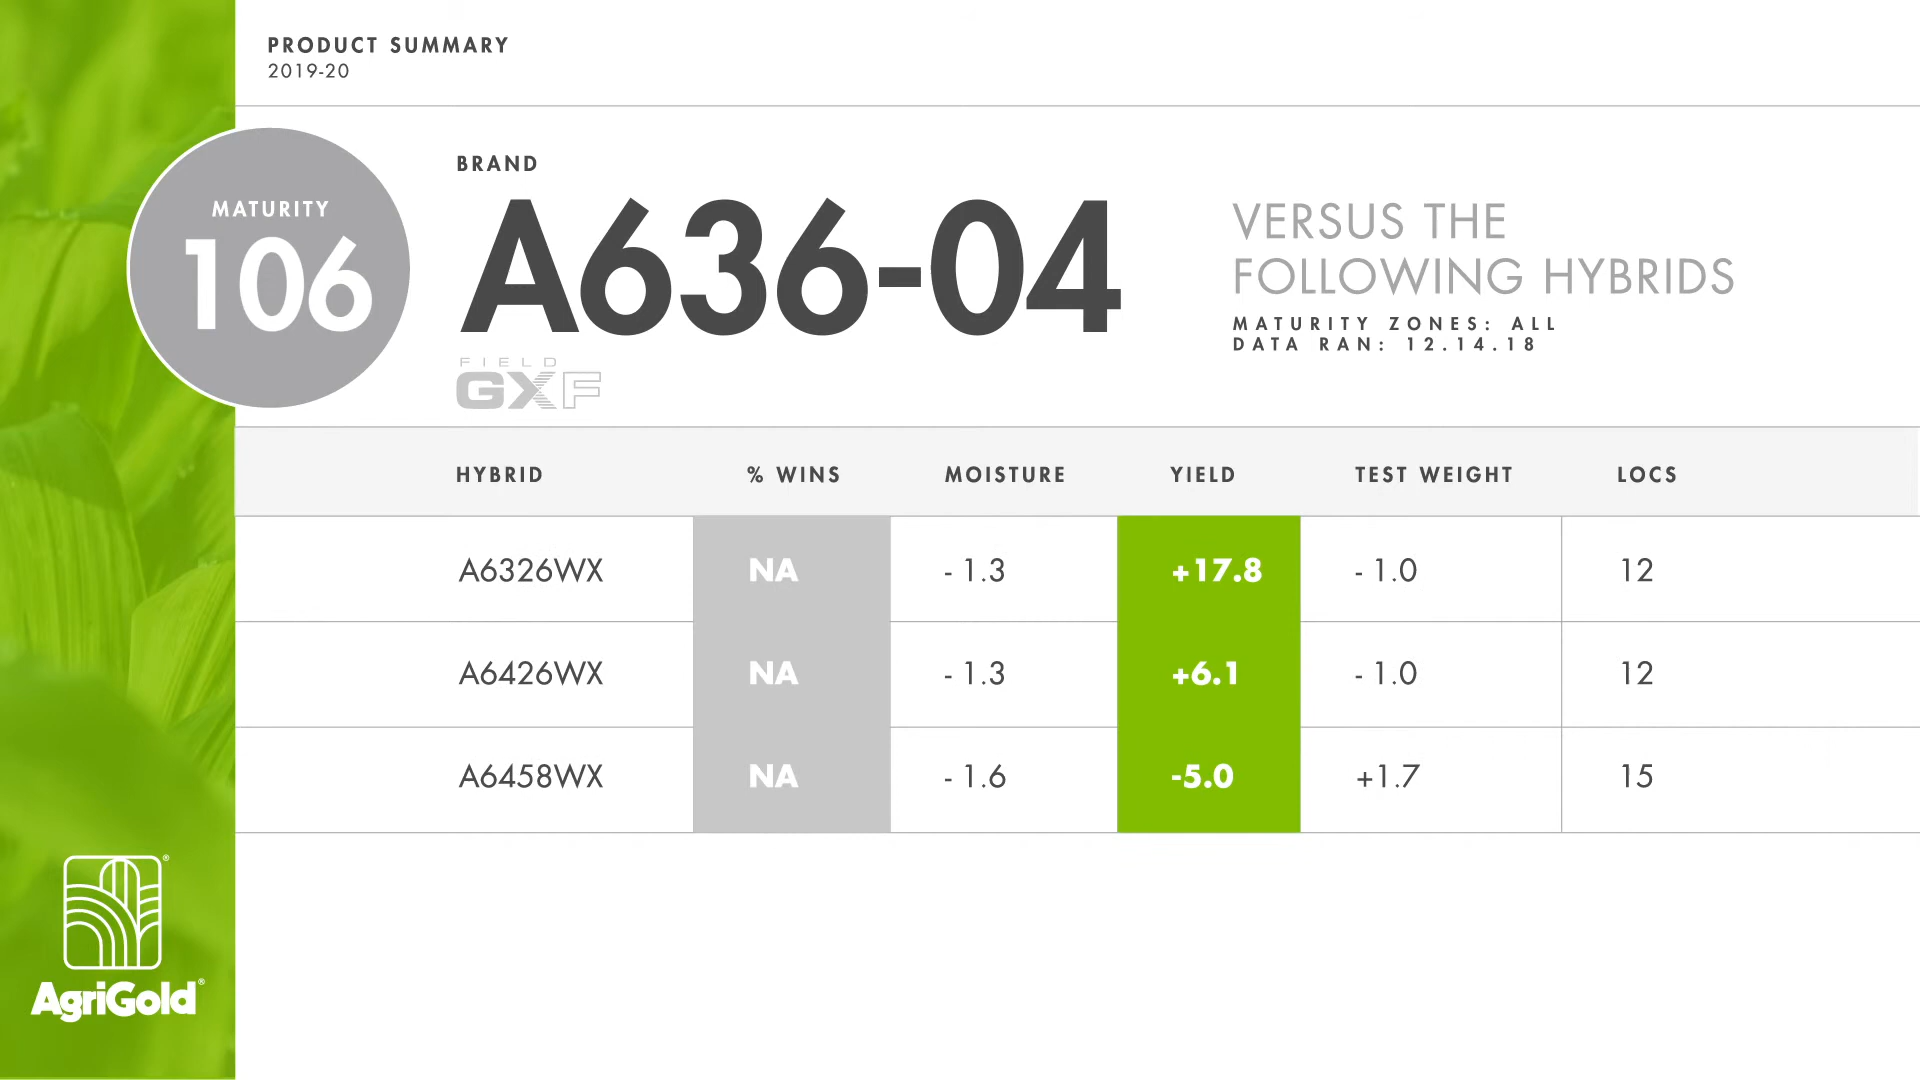 PRODUCT SUMMARY
2019-20
MATURITY
106
BRAND
A636-04
FIELD
GXF
VERSUS THE
FOLLOWING HYBRIDS
MATURITY ZONES: ALL
DATA RAN: 12.14.18
HYBRID % WINS MOISTURE YIELD TEST WEIGHT LOCS
A6326WX NA - 1.3 +17.8 - 1.0 12
A6426WX NA - 1.3 +6.1 - 1.0 12
A6458WX NA - 1.6 -5.0 +1.7 15
®
AgriGold®